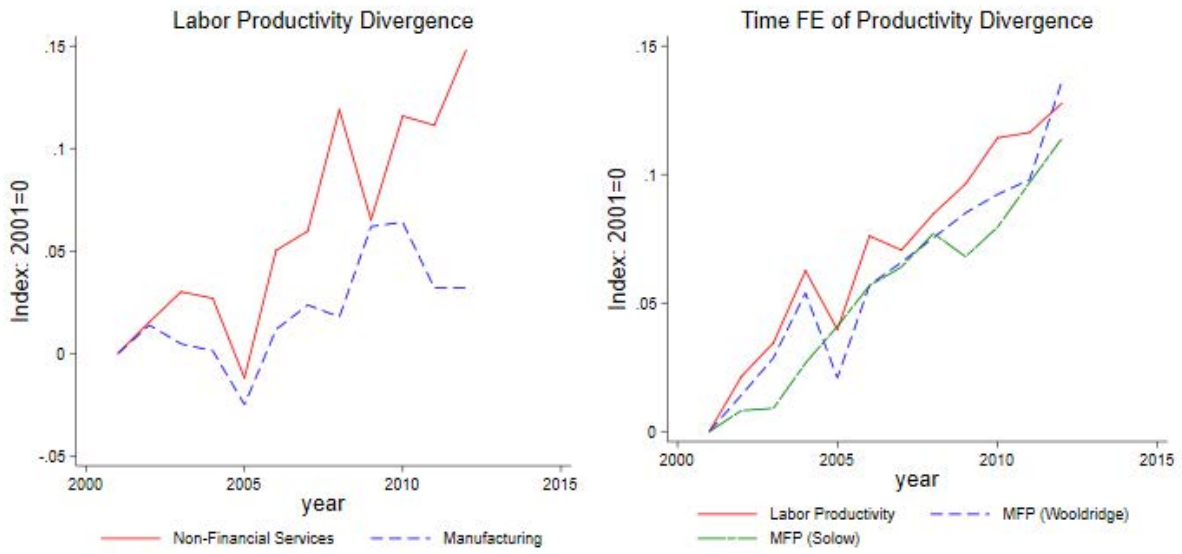 Labor Productivity Divergence
.15
.1
.05
0
-.05
Index: 2001=0
2000
2005
2010
2015
year
Non-Financial Services
Manufacturing
Time FE of Productivity Divergence
.15
.1
.05
0
Index: 2001=0
2000
2005
2010
2015
year
Labor Productivity
MFP (Wooldridge)
MFP (Solow)